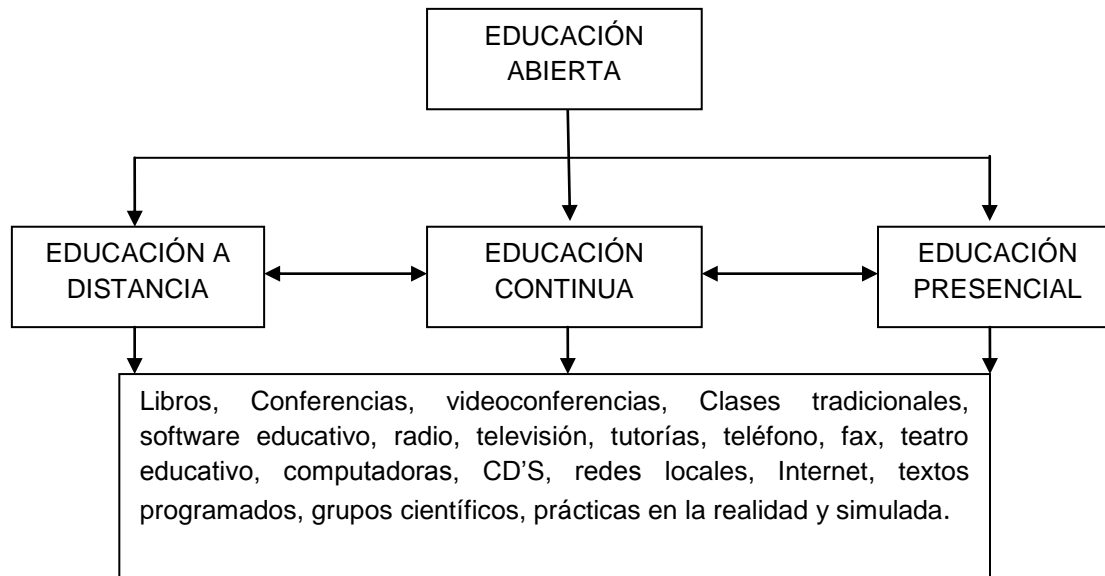 EDUCACIÓN
ABIERTA
EDUCACIÓN A
DISTANCIA
EDUCACIÓN
CONTINUA
EDUCACIÓN
PRESENCIAL
Libros, Conferencias, videoconferencias, Clases tradicionales,
software educativo, radio, televisión, tutorías, teléfono, fax, teatro
educativo, computadoras, CD’S, redes locales, Internet, textos
programados, grupos científicos, prácticas en la realidad y simulada.